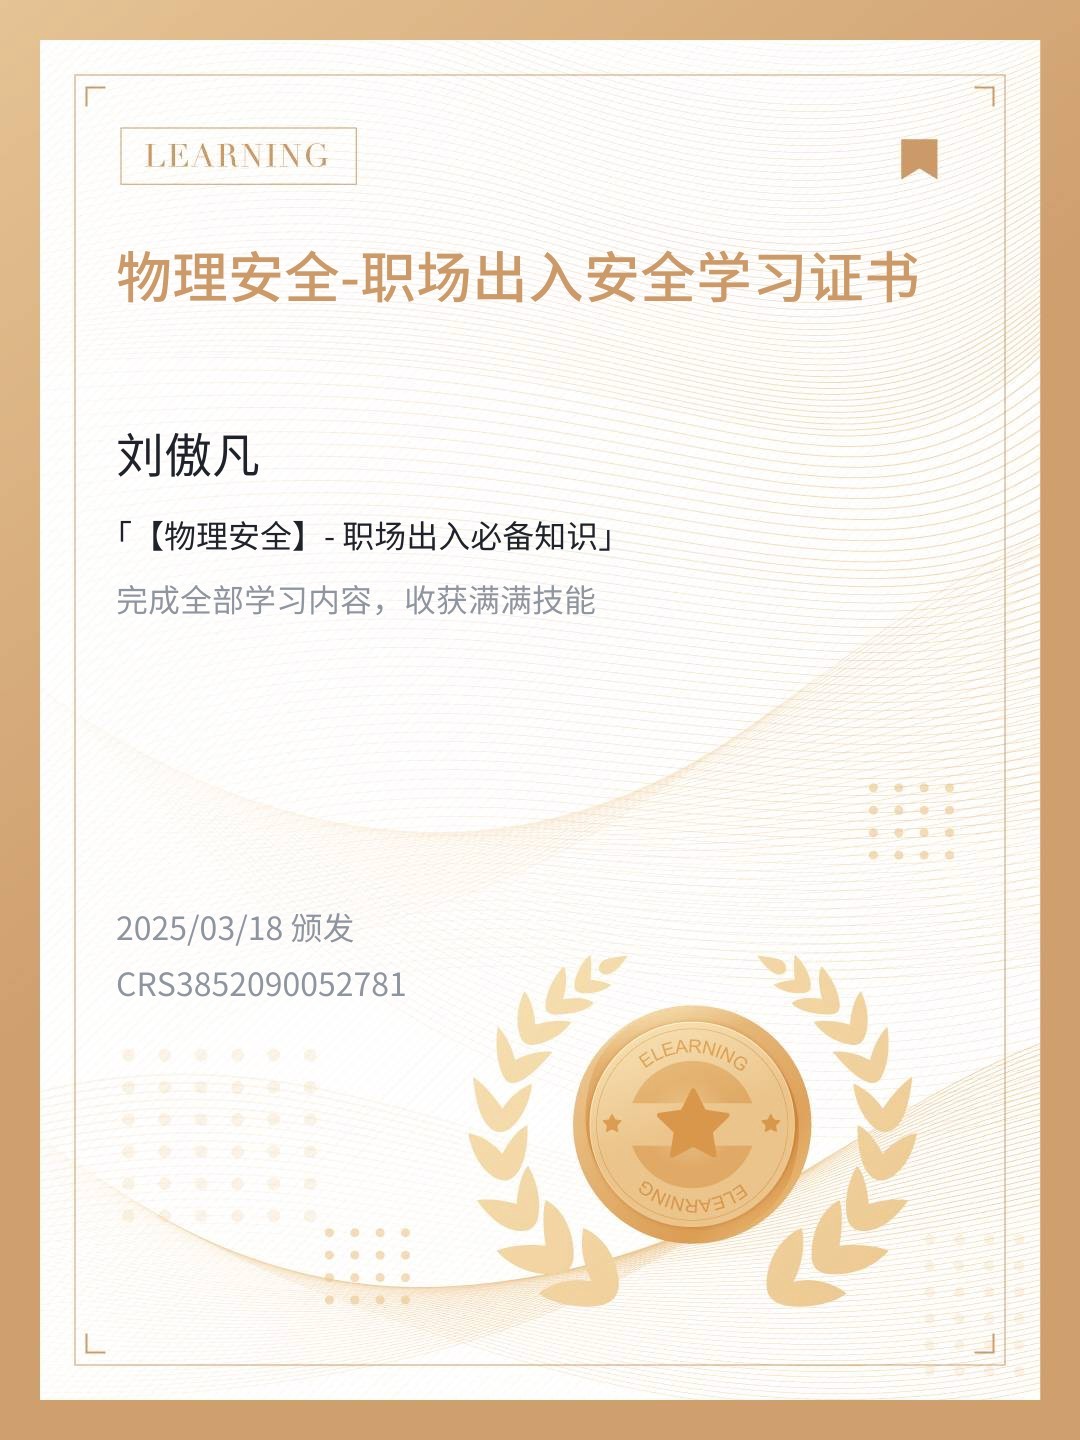 LEARNING
物理安全-职场出入安全学习证书
刘傲凡
「【物理安全】- 职场出入必备知识」
完成全部学习内容，收获满满技能
2025/03/18 颁发
CRS3852090052781
ELEARNING
ELEARNING